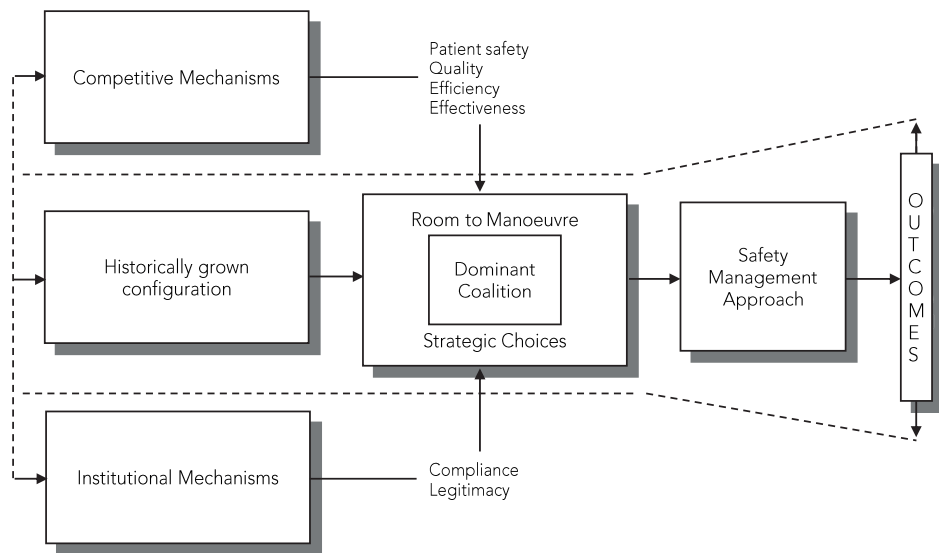 Competitive Mechanisms
Patient safety
Quality
Efficiency
Effectiveness
Historically grown
configuration
Room to Manoeuvre
Dominant
Coalition
Strategic Choices
Safety
Management
Approach
OUTCOMES
Institutional Mechanisms
Compliance
Legitimacy